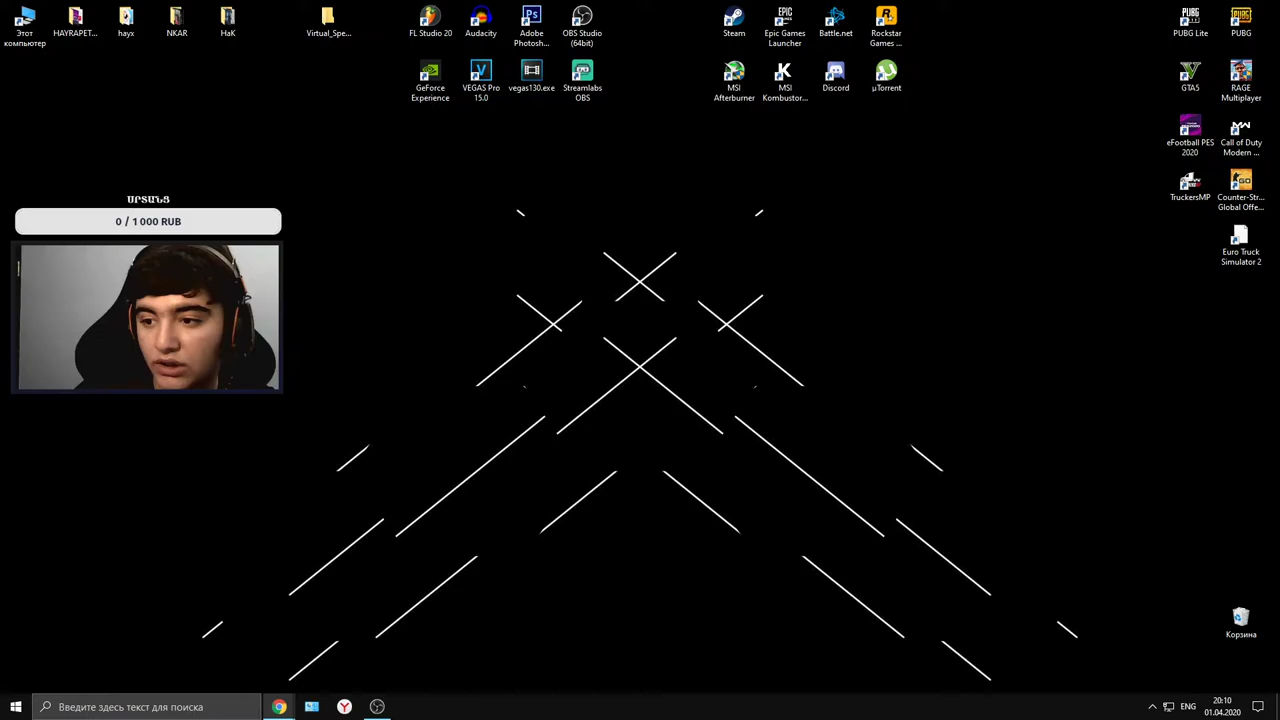 Этот
компьютер
HAYRAPET...
hayx
NKAR
HaK
Virtual_Spe...
FL Studio 20
Audacity
Adobe
Photosh...
OBS Studio
(64bit)
Steam
Epic Games
Launcher
Battle.net
Rockstar
Games ...
PUBG Lite
PUBG
GeForce
Experience
VEGAS Pro
15.0
vegas130.exe
Streamlabs
OBS
MSI
Afterburner
MSI
Kombustor...
Discord
µTorrent
GTA5
RAGE
Multiplayer
eFootball PES
2020
Call of Duty
Modern ...
TruckersMP
Counter-Str...
Global Offe...
Euro Truck
Simulator 2
ՍՐՏԱՆՑ
0 / 1 000 RUB
Корзина
Введите здесь текст для поиска
ENG
20:10
01.04.2020